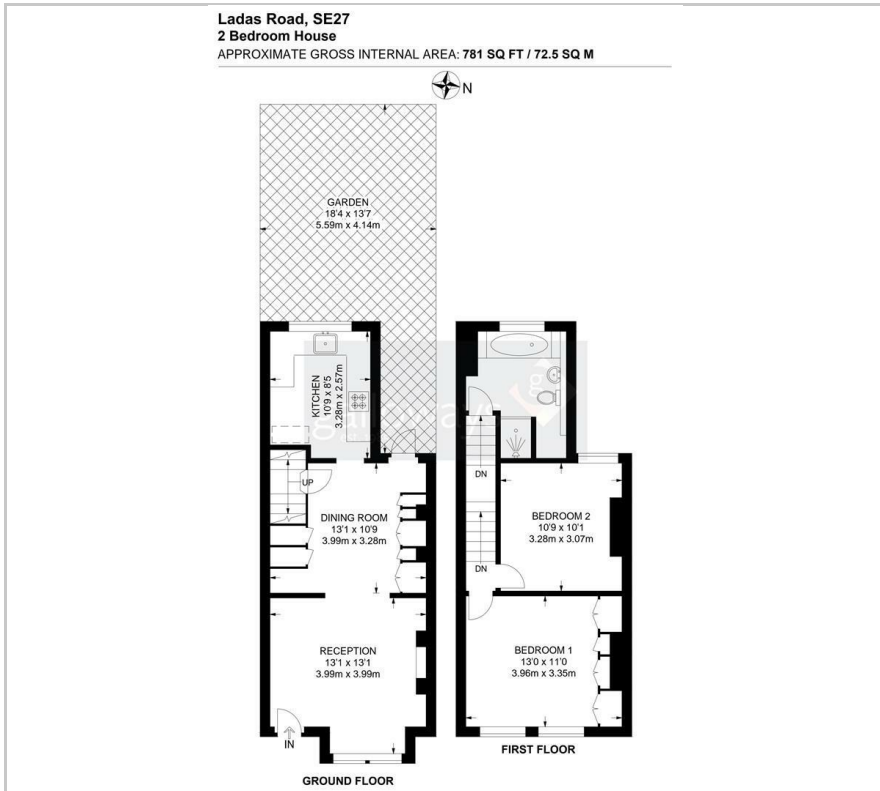 Ladas Road, SE27
2 Bedroom House
APPROXIMATE GROSS INTERNAL AREA: 781 SQ FT / 72.5 SQ M
N
GARDEN
18'4 x 13'7
5.59m x 4.14m
KITCHEN
10'9 x 8'5
3.28m x 2.57m
galloways
g
UP
DINING ROOM
13'1 x 10'9
3.99m x 3.28m
RECEPTION
13'1 x 13'1
3.99m x 3.99m
IN
GROUND FLOOR
DN
BEDROOM 2
10'9 x 10'1
3.28m x 3.07m
DN
BEDROOM 1
13'0 x 11'0
3.96m x 3.35m
FIRST FLOOR